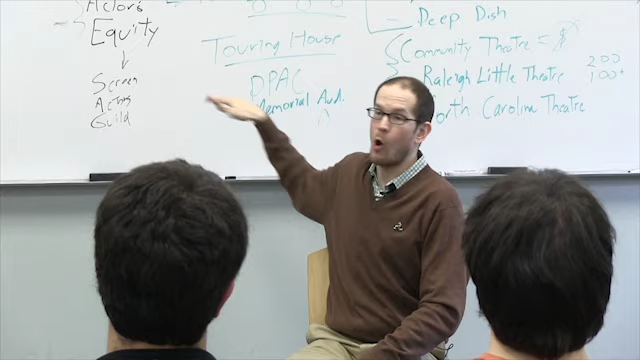 Actors
Equity
Screen
Actors
Guild
Touring House
DPAC
Memorial Aud.
Deep Dish
Community Theatre = $
Raleigh Little Theatre
North Carolina Theatre
200
100+